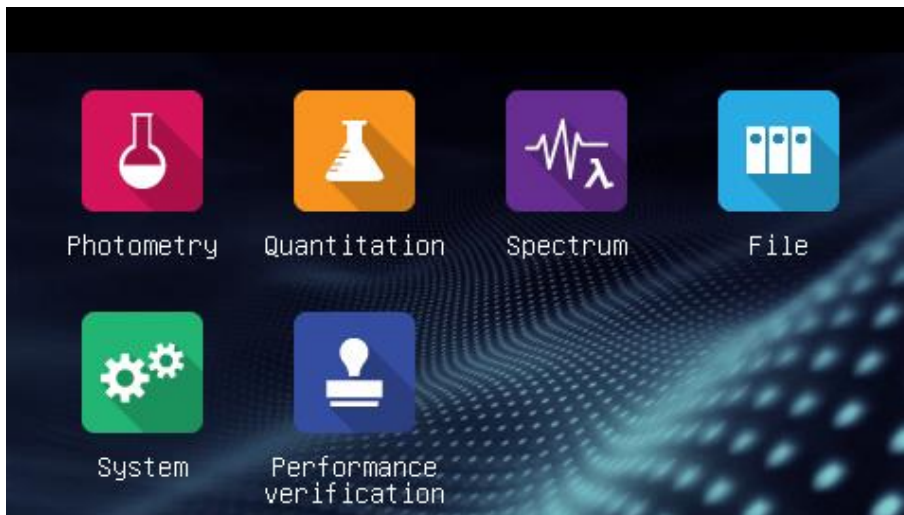 Photometry
Quantitation
Spectrum
File
System
Performance
verification